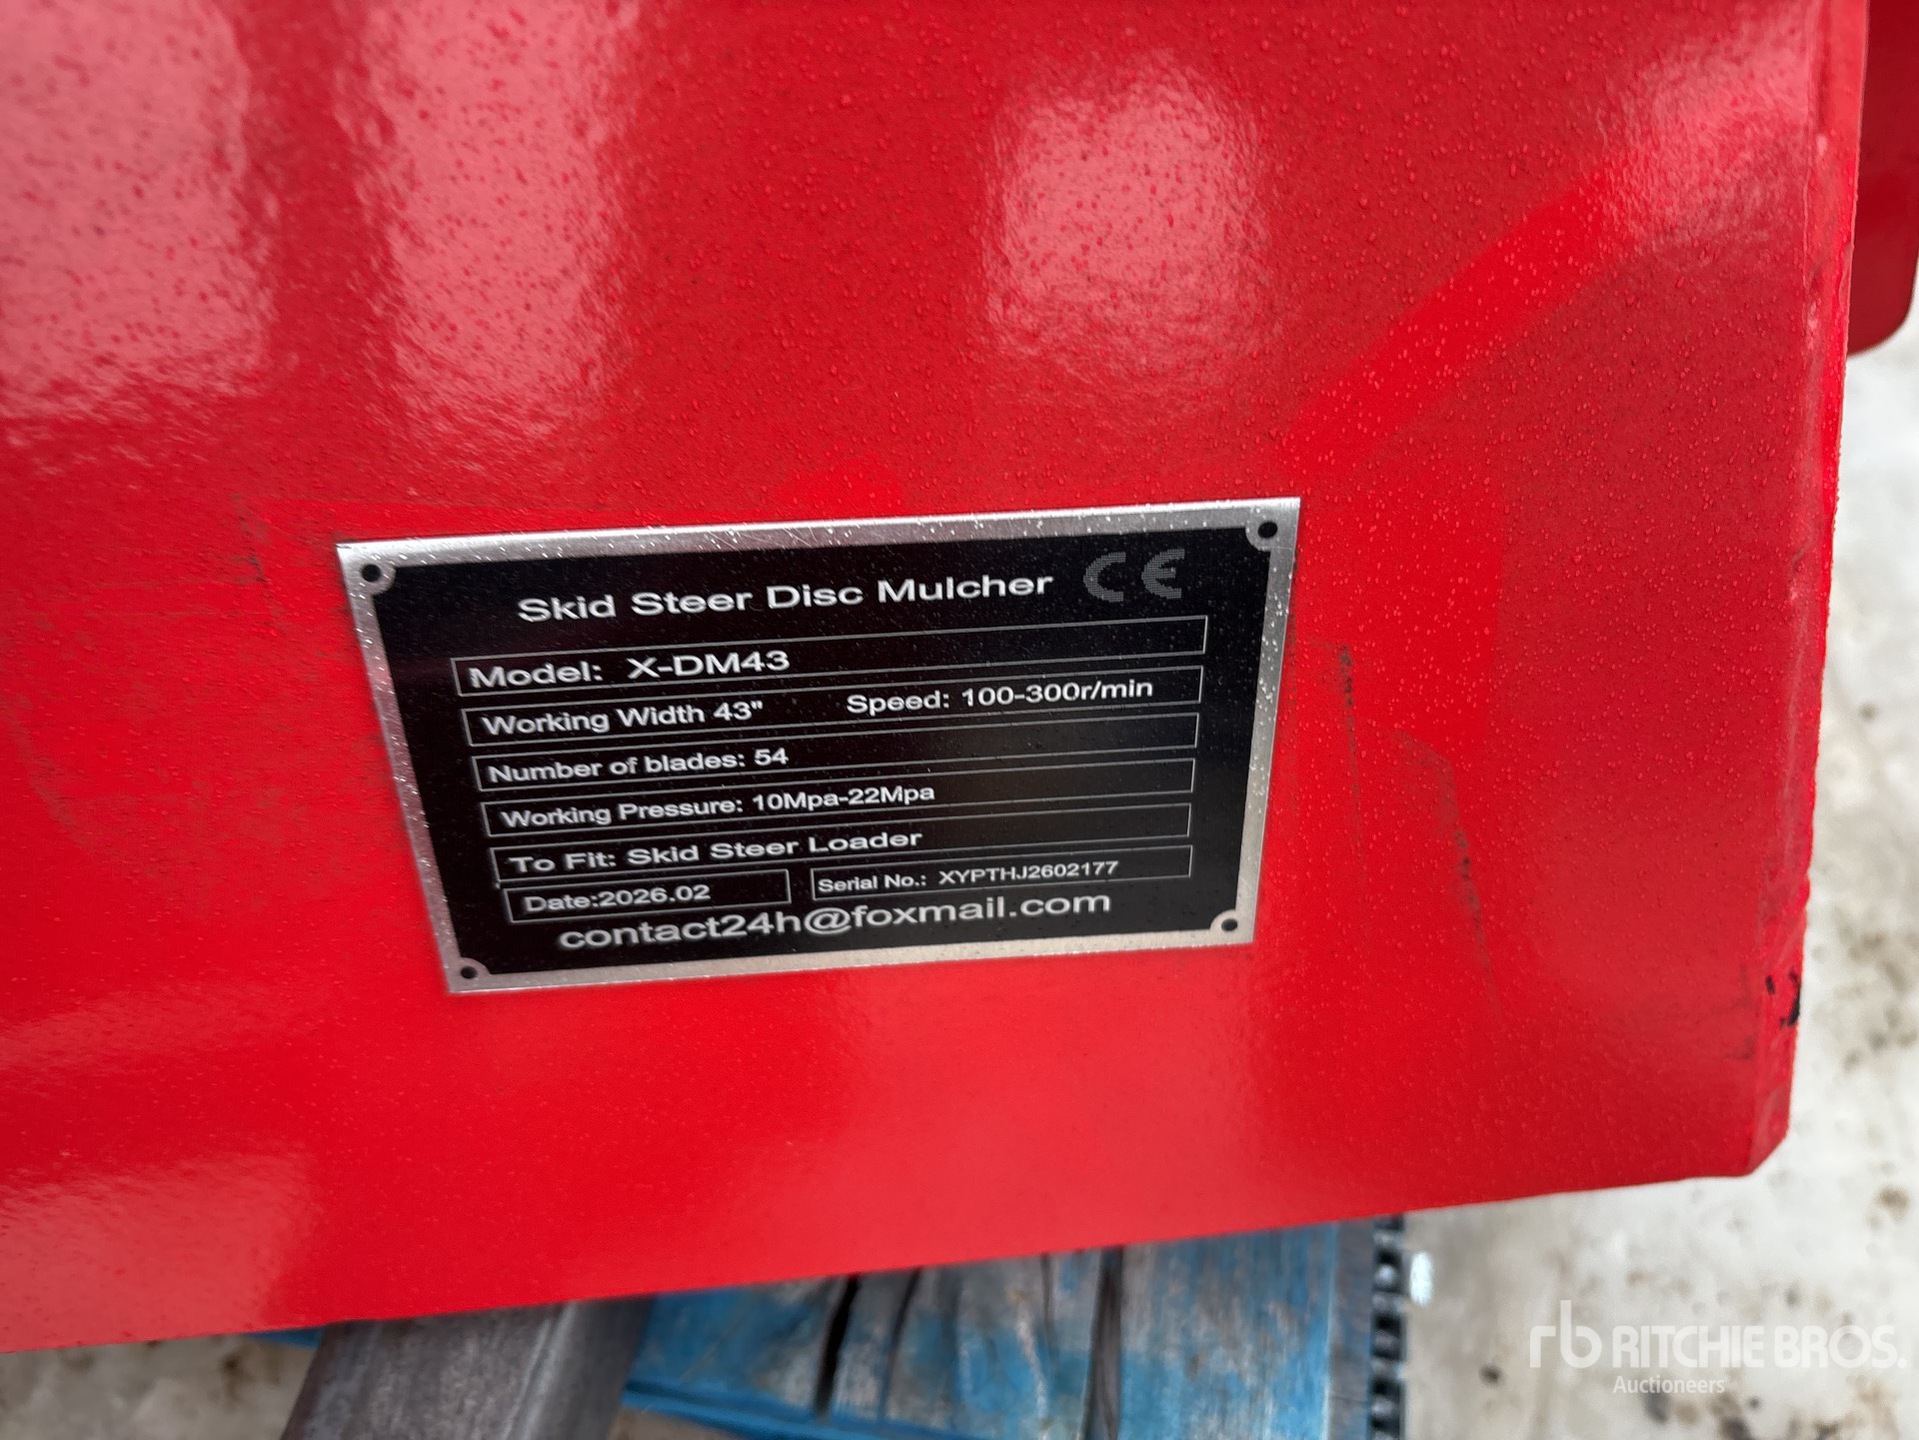 Skid Steer Disc Mulcher CE
Model: X-DM43
Working Width 43" Speed: 100-300r/min
Number of blades: 54
Working Pressure: 10Mpa-22Mpa
To Fit: Skid Steer Loader
Date:2026.02 Serial No.: XYPTHJ2602177
contact24h@foxmail.com
rb RITCHIE BROS.
Auctioneers